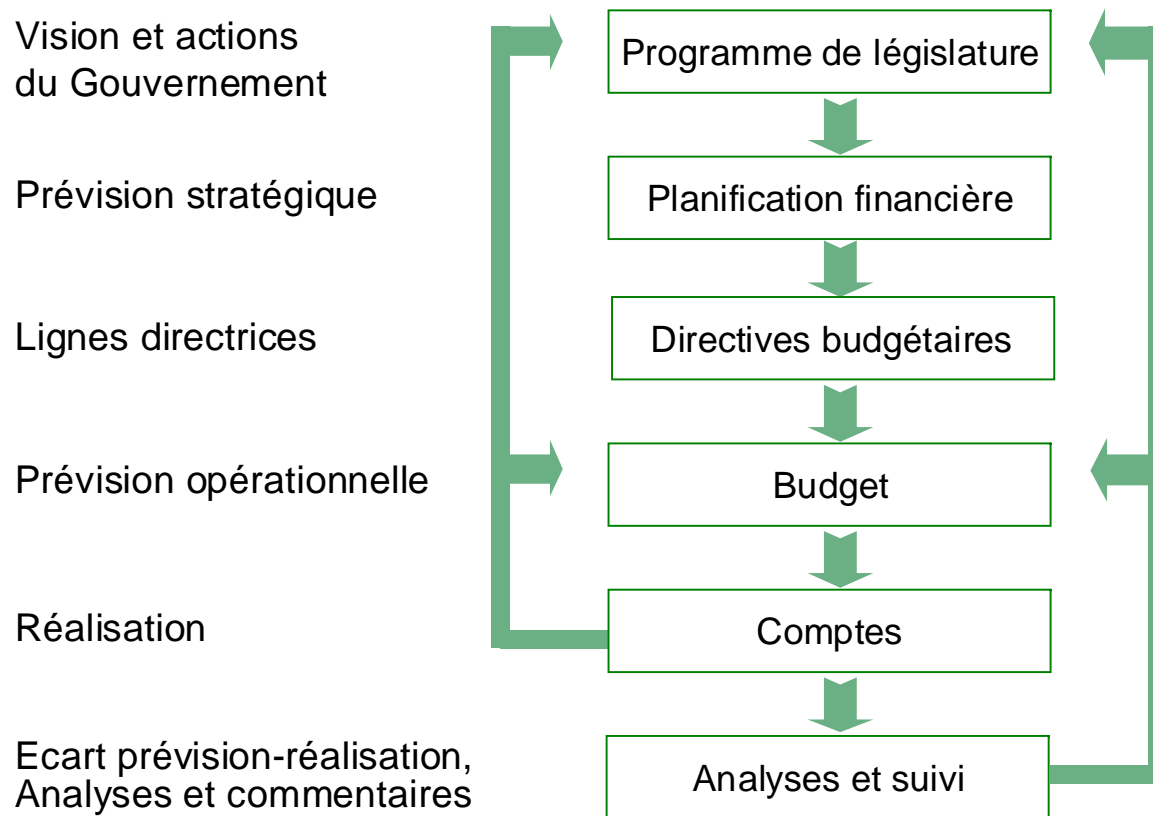 Vision et actions
du Gouvernement
Programme de législature
Prévision stratégique
Planification financière
Lignes directrices
Directives budgétaires
Prévision opérationnelle
Budget
Réalisation
Comptes
Ecart prévision-réalisation,
Analyses et commentaires
Analyses et suivi